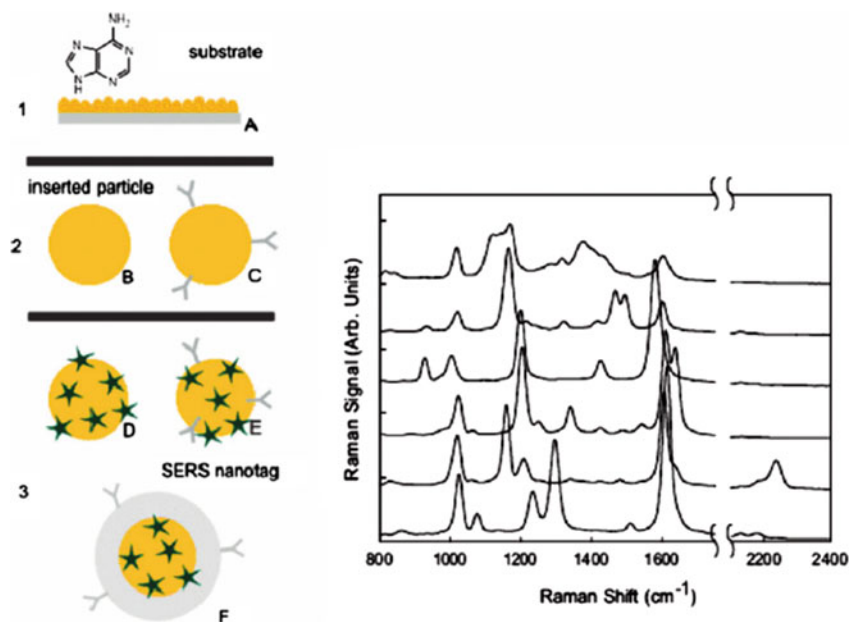 NH₂
N
N
N
H
N
substrate
1
A
inserted particle
2
B
C
D
E
SERS nanotag
3
F
Raman Signal (Arb. Units)
800 1000 1200 1400 1600 2200 2400
Raman Shift (cm⁻¹)